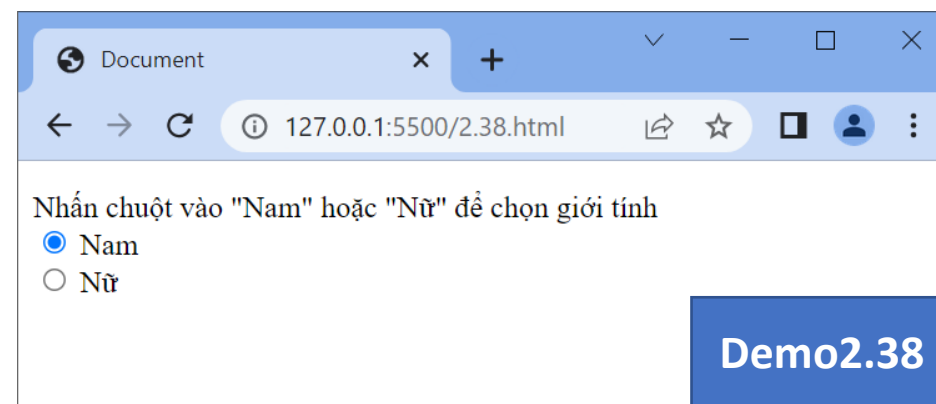 Document
127.0.0.1:5500/2.38.html
Nhấn chuột vào "Nam" hoặc "Nữ" để chọn giới tính
Nam
Nữ
Demo2.38